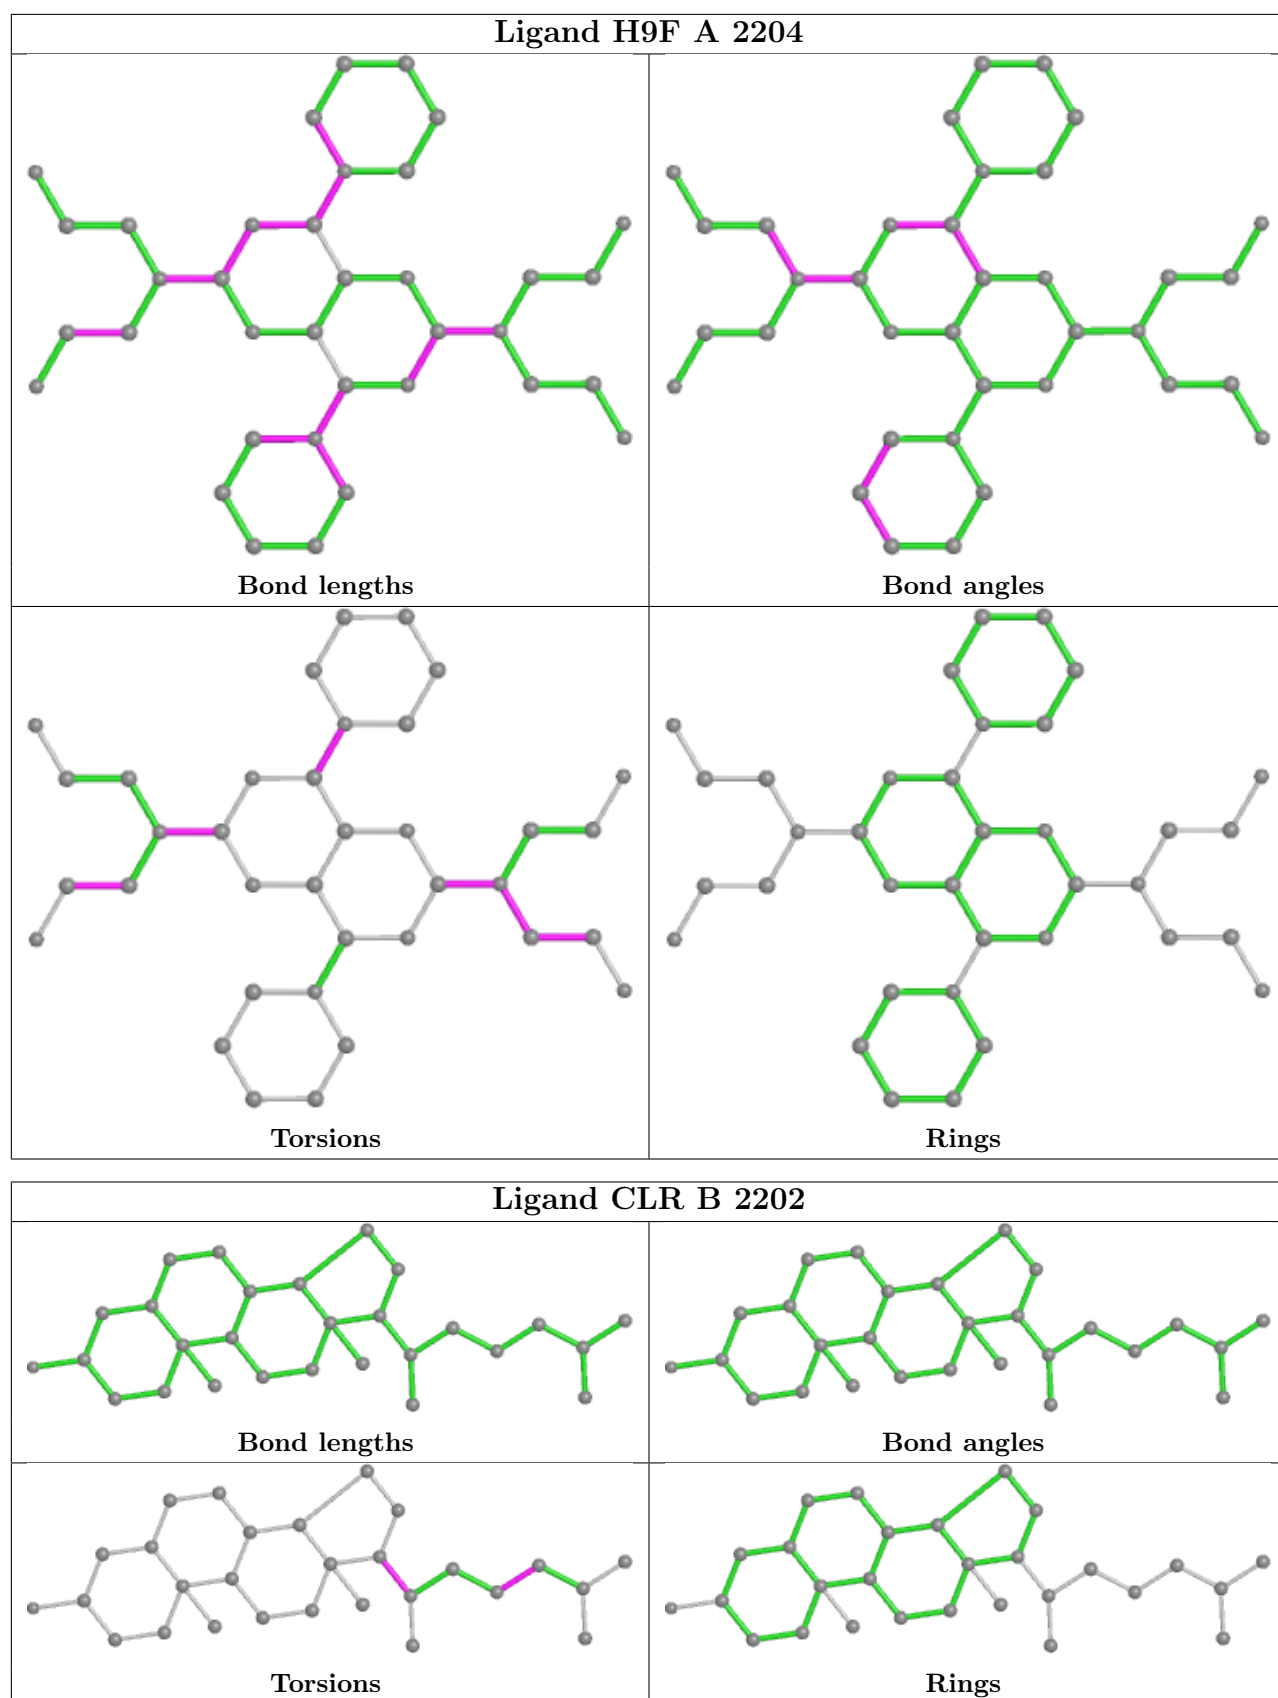 Ligand H9F A 2204
Bond lengths
Bond angles
Torsions
Rings
Ligand CLR B 2202
Bond lengths
Bond angles
Torsions
Rings